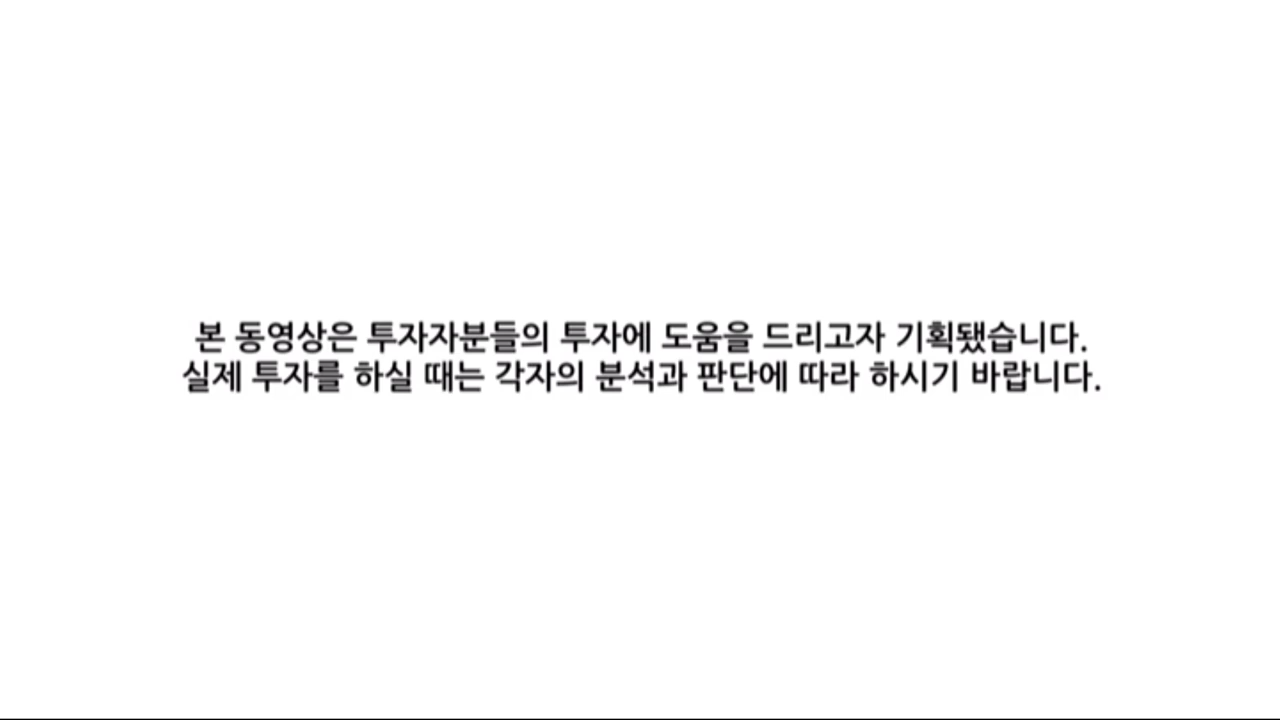 본 동영상은 투자자분들의 투자에 도움을 드리고자 기획됐습니다.
실제 투자를 하실 때는 각자의 분석과 판단에 따라 하시기 바랍니다.